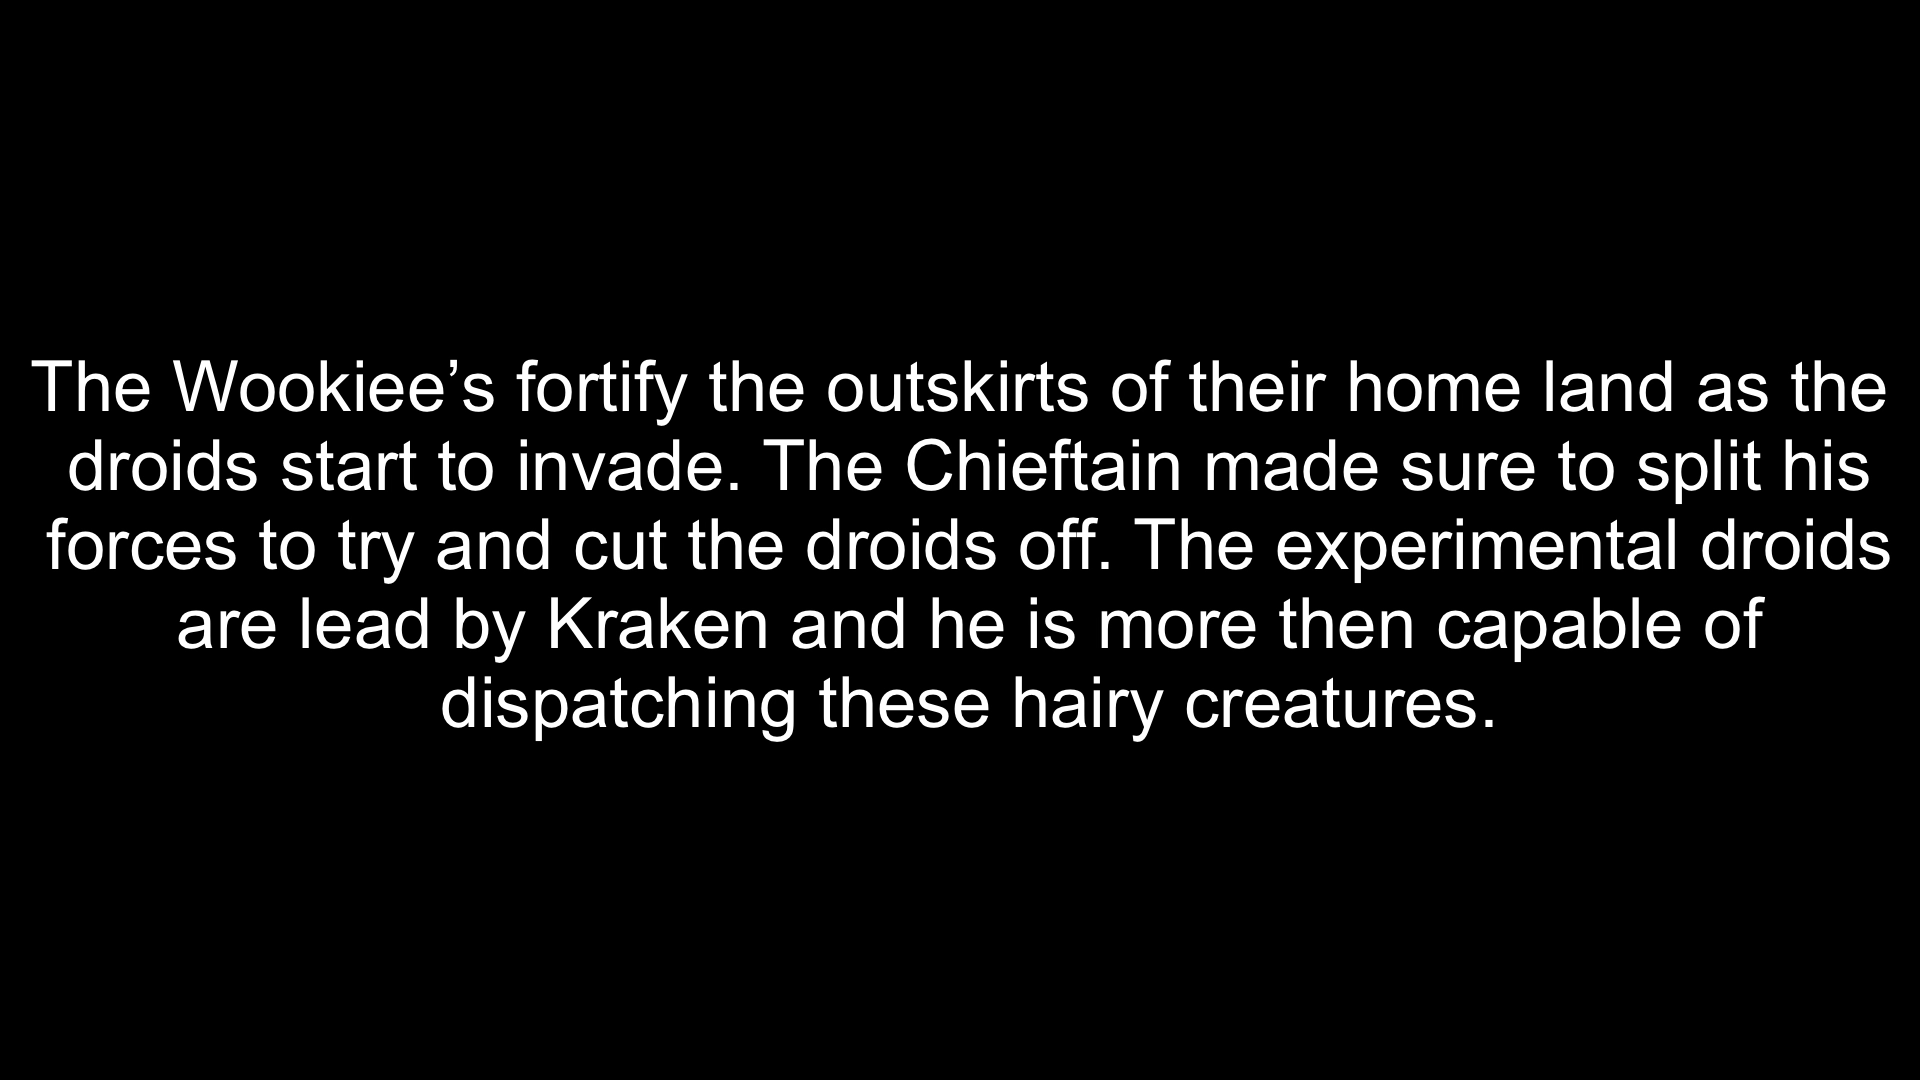 The Wookiee’s fortify the outskirts of their home land as the
droids start to invade. The Chieftain made sure to split his
forces to try and cut the droids off. The experimental droids
are lead by Kraken and he is more then capable of
dispatching these hairy creatures.